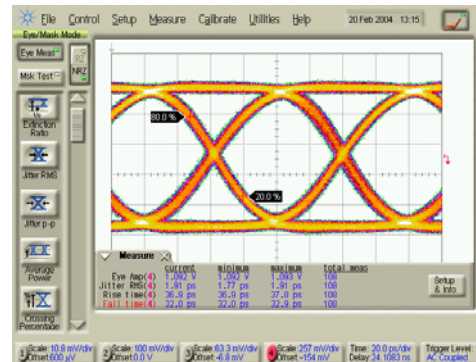 File Control Setup Measure Calibrate Utilities Help 20 Feb 2004 13:15
Eye/Mask Mode
Eye Meas
NRZ
Msk Test
Extinction
Ratio
Jitter RMS
Jitter p-p
Average
Power
Crossing
Percentage
80.0 %
20.0 %
Measure
current minimum maximum total meas
Eye Amp(4) 1.092 V 1.092 V 1.093 V 108
Jitter RMS(4) 1.91 ps 1.77 ps 1.91 ps 108
Rise time(4) 36.9 ps 36.9 ps 37.8 ps 108
Fall time(4) 32.0 ps 32.0 ps 32.9 ps 108
Setup
& Info
1 Scale: 10.8 mV/div 2 Scale: 100 mV/div 3 Scale: 63.3 mV/div 4 Scale: 257 mV/div Time: 20.0 ps/div Trigger Level:
Offset: 600 µV Offset: 0.0 V Offset: -6.8 mV Offset: -154 mV Delay: 24.1083 ns AC Coupled